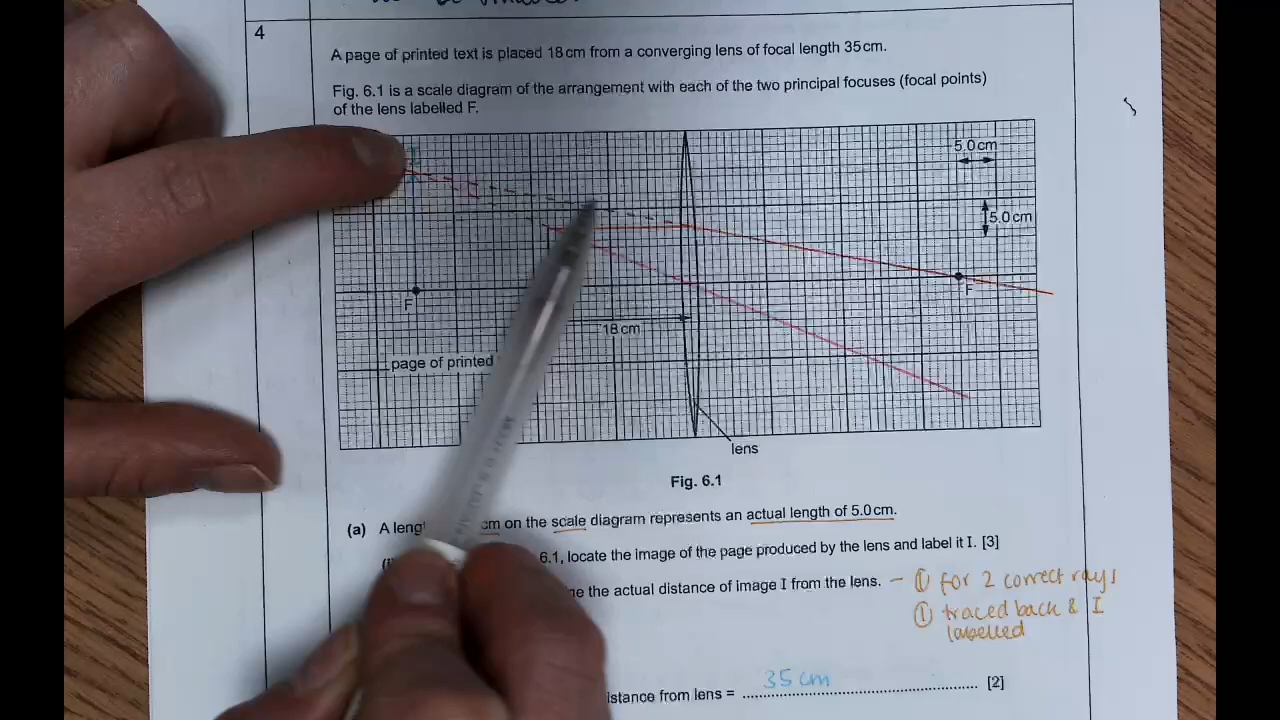 4
A page of printed text is placed 18 cm from a converging lens of focal length 35 cm.
Fig. 6.1 is a scale diagram of the arrangement with each of the two principal focuses (focal points)
of the lens labelled F.
5.0 cm
5.0 cm
F
F
18 cm
page of printed
lens
Fig. 6.1
(a) A cm on the scale diagram represents an actual length of 5.0 cm.
6.1, locate the image of the page produced by the lens and label it I. [3]
the actual distance of image I from the lens. – ① for 2 correct rays
① traced back & I
labelled
distance from lens = 35 cm [2]